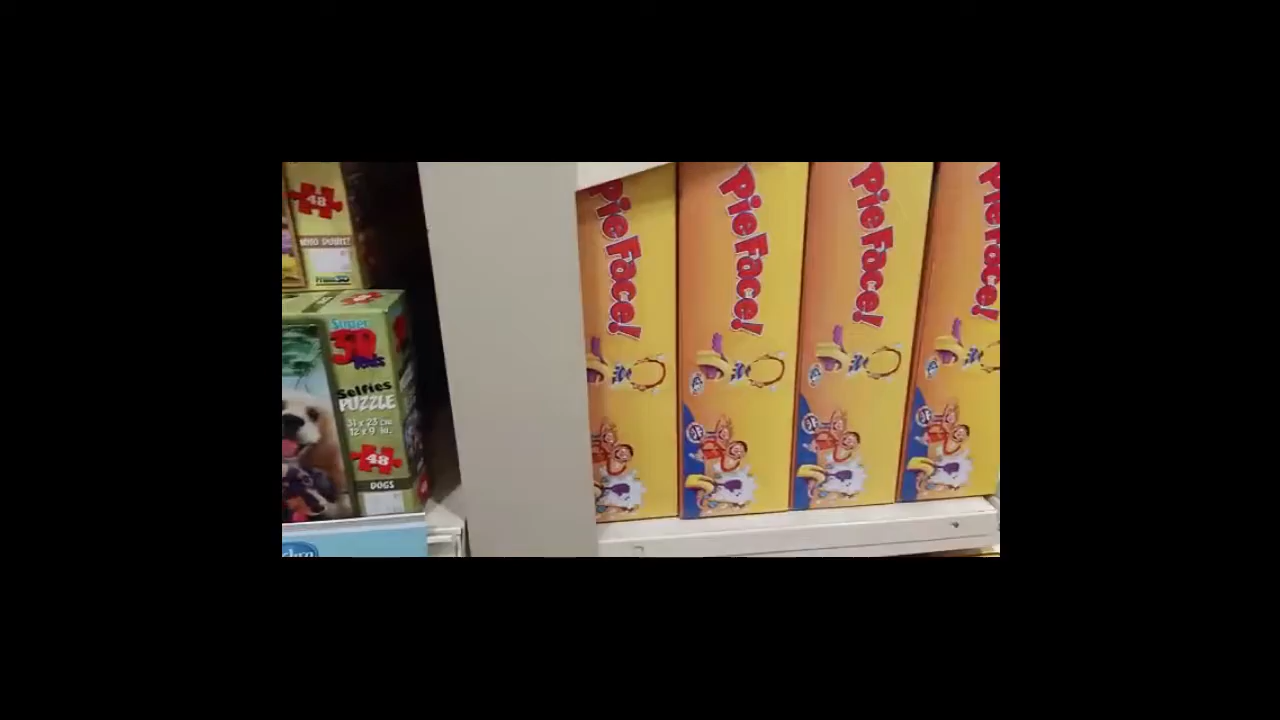 48
48
Super
3D
Selfies
PUZZLE
31 x 23 cm
12 x 9 in.
48
DOGS
Pie Face!
Pie Face!
Pie Face!
Pie Face!